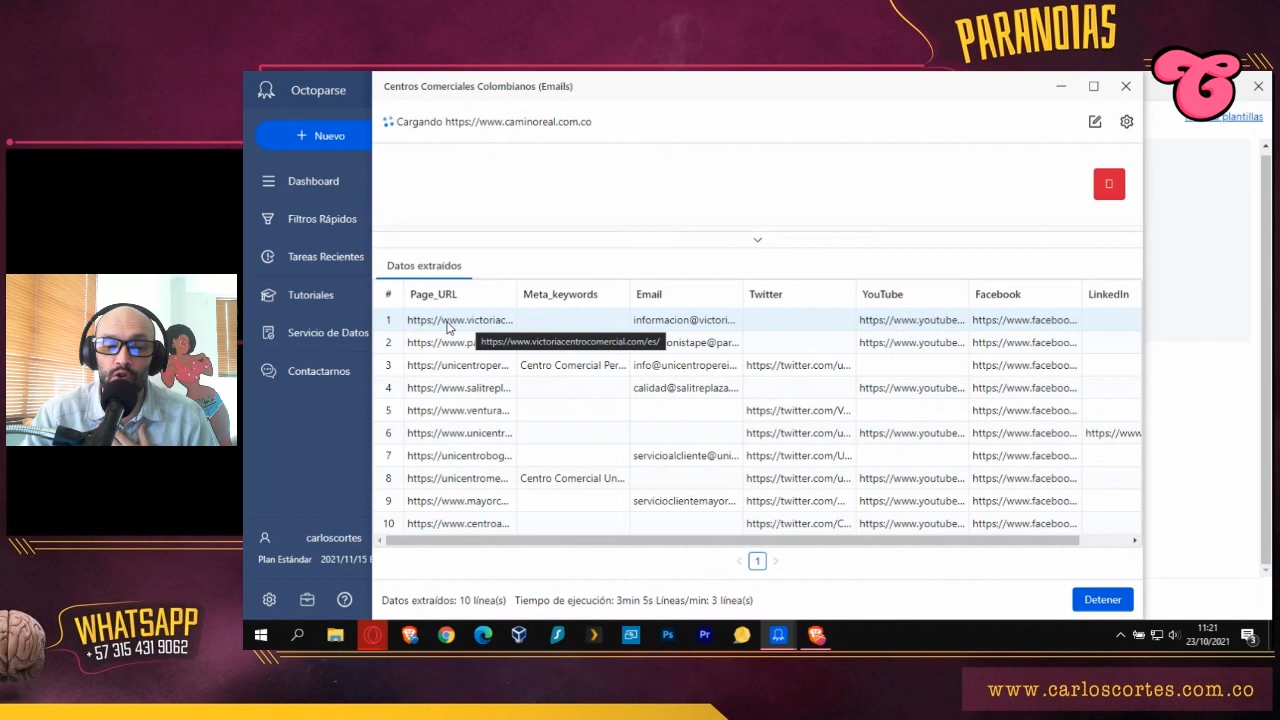 PARANOIAS
Octoparse
Centros Comerciales Colombianos (Emails)
plantillas
Cargando https://www.caminoreal.com.co
+ Nuevo
Dashboard
Filtros Rápidos
Tareas Recientes
Tutoriales
Servicio de Datos
Contactarnos
Datos extraídos
# Page_URL Meta_keywords Email Twitter YouTube Facebook LinkedIn
1 https://www.victoriac... informacion@victori... https://www.youtube... https://www.faceboo...
https://www.victoriacentrocomercial.com/es/
2 https://www.pa onistape@par... https://www.youtube... https://www.faceboo...
3 https://unicentroper... Centro Comercial Per... info@unicentroperei... https://twitter.com/u... https://www.faceboo...
4 https://www.salitrepl... calidad@salitreplaza.... https://www.youtube... https://www.faceboo...
5 https://www.ventura... https://twitter.com/V... https://www.faceboo...
6 https://www.unicentr... https://twitter.com/u... https://www.youtube... https://www.faceboo... https://www
7 https://unicentrobog... servicioalcliente@uni... https://twitter.com/U... https://www.faceboo...
8 https://unicentrome... Centro Comercial Un... https://twitter.com/u... https://www.youtube... https://www.faceboo...
9 https://www.mayorc... servicioclientemayor... https://twitter.com/... https://www.youtube... https://www.faceboo...
10 https://www.centroa... https://twitter.com/C... https://www.youtube... https://www.faceboo...
1
carloscortes
Plan Estándar 2021/11/15
Datos extraídos: 10 línea(s) Tiempo de ejecución: 3min 5s Líneas/min: 3 línea(s)
Detener
Ps
Pr
11:21
23/10/2021
3
WHATSAPP
+ 57 315 431 9062
www.carloscortes.com.co